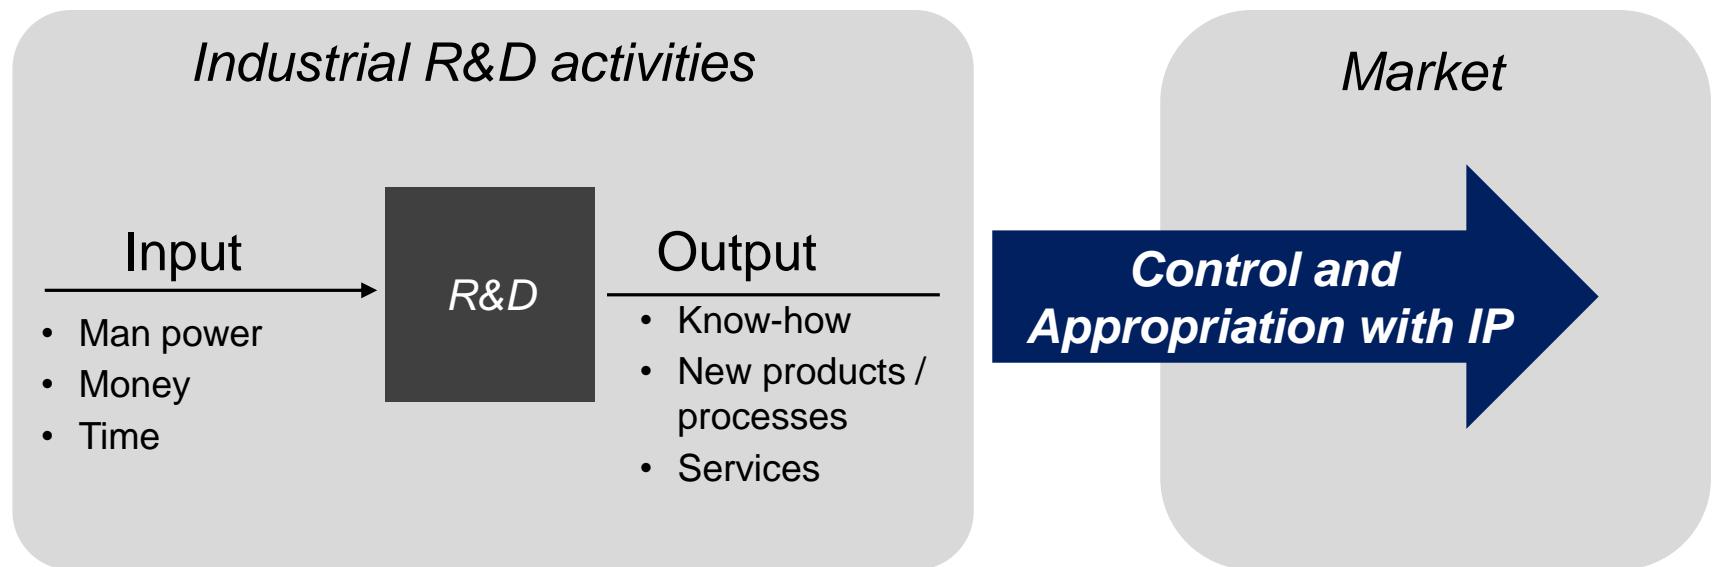 Industrial R&D activities
Market
Input
• Man power
• Money
• Time
R&D
Output
• Know-how
• New products /
processes
• Services
Control and
Appropriation with IP